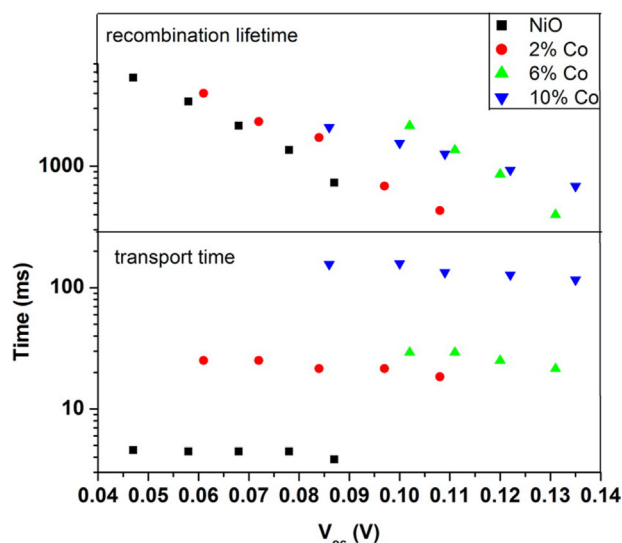 recombination lifetime
NiO
2% Co
6% Co
10% Co
1000
transport time
100
10
Time (ms)
0.04 0.05 0.06 0.07 0.08 0.09 0.10 0.11 0.12 0.13 0.14
(V)